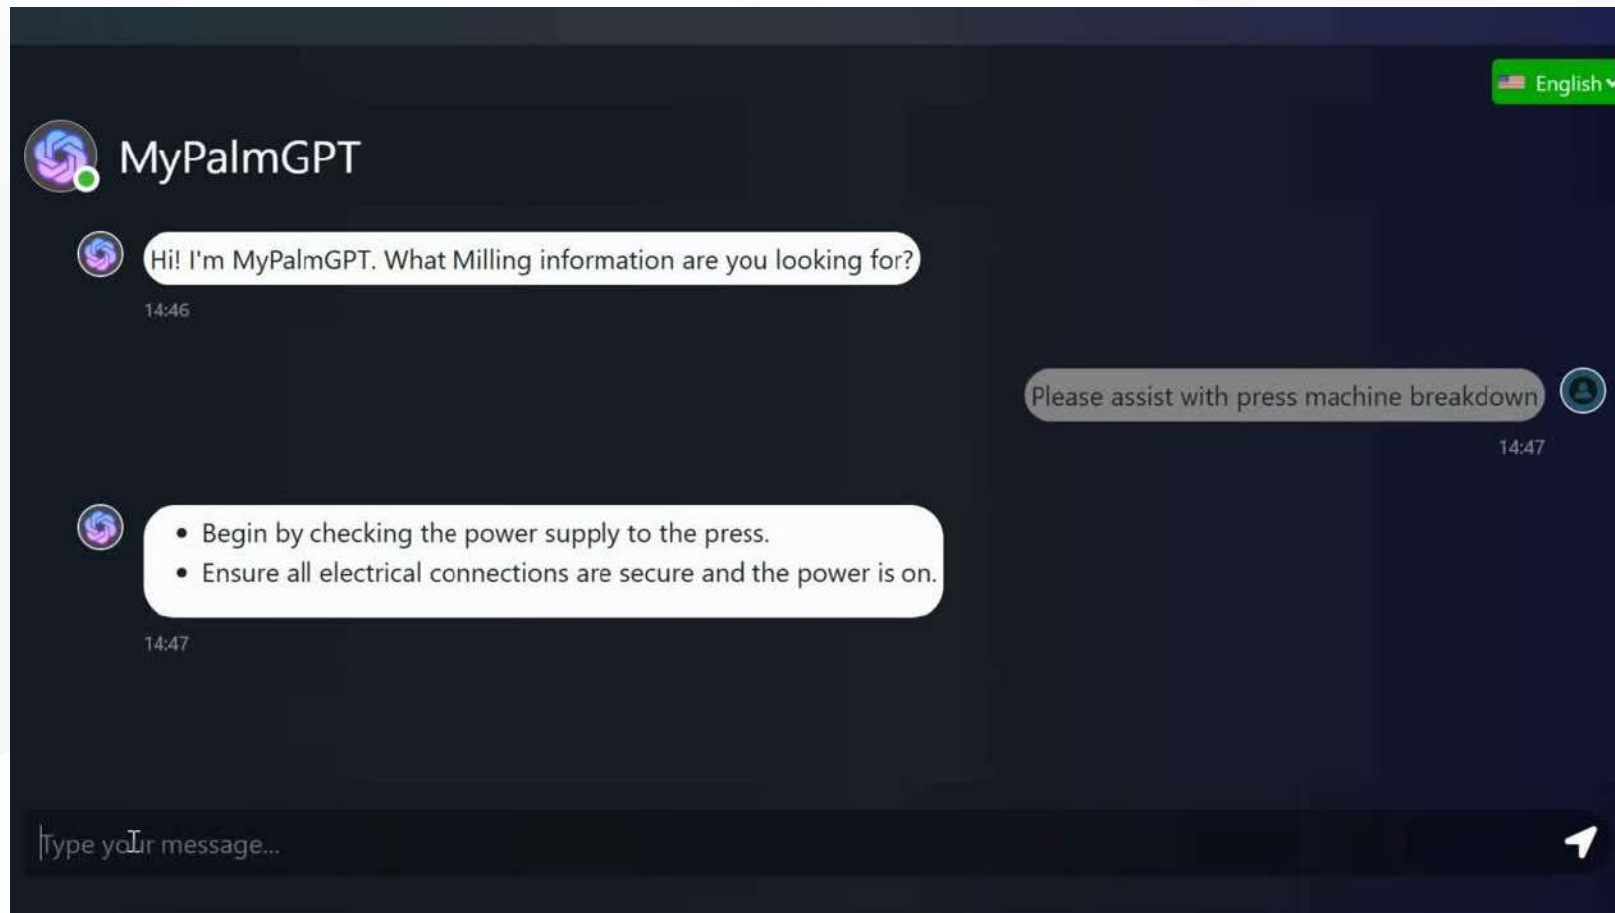 English
MyPalmGPT
Hi! I'm MyPalmGPT. What Milling information are you looking for?
14:46
Please assist with press machine breakdown
14:47
• Begin by checking the power supply to the press.
• Ensure all electrical connections are secure and the power is on.
14:47
Type your message...